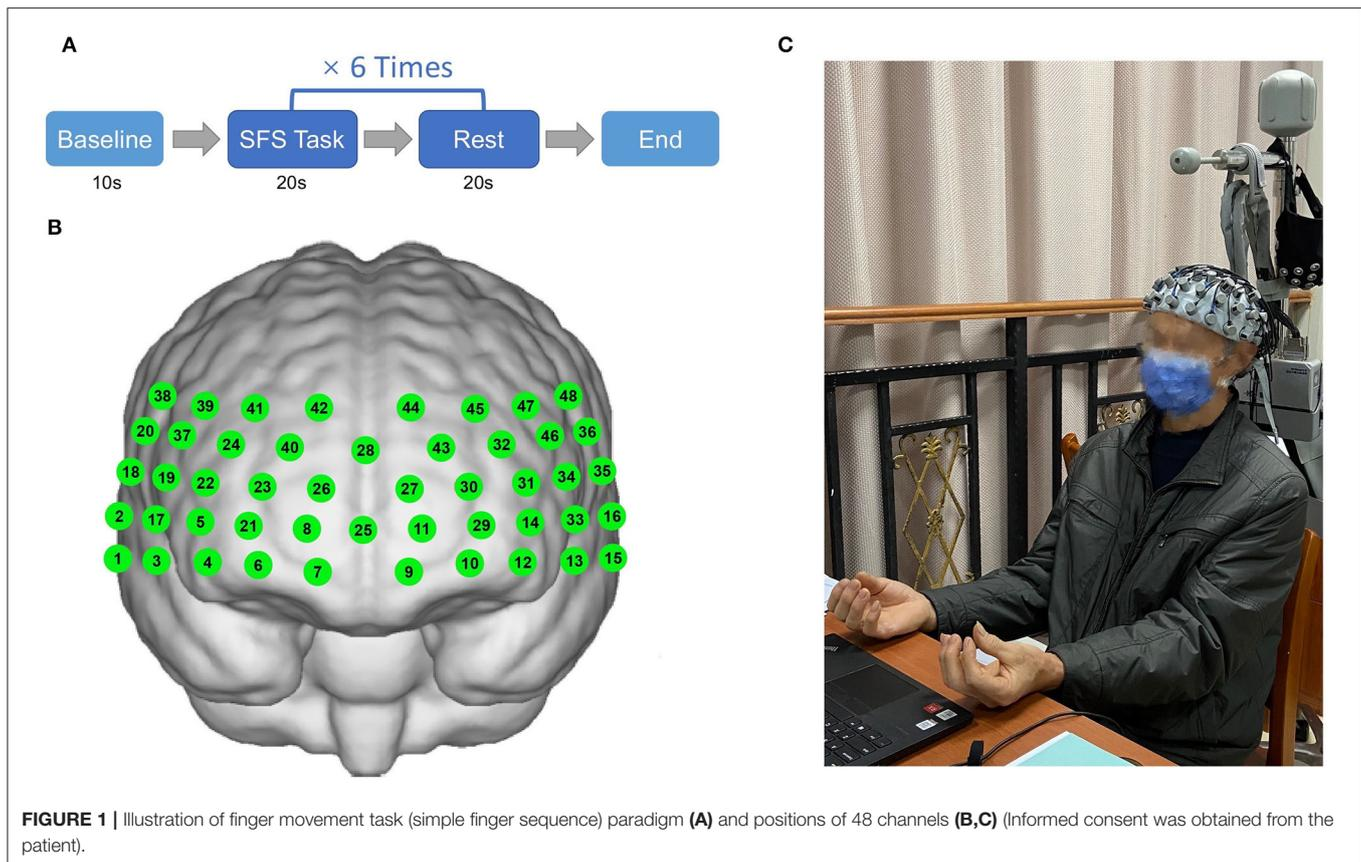 A
× 6 Times
Baseline SFS Task Rest End
10s 20s 20s
B
38 39 41 42 44 45 47 48
20 37 24 40 28 43 32 46 36
18 19 22 23 26 27 30 31 34 35
2 17 5 21 8 25 11 29 14 33 16
1 3 4 6 7 9 10 12 13 15
C
FIGURE 1 | Illustration of finger movement task (simple finger sequence) paradigm (A) and positions of 48 channels (B,C) (Informed consent was obtained from the
patient).